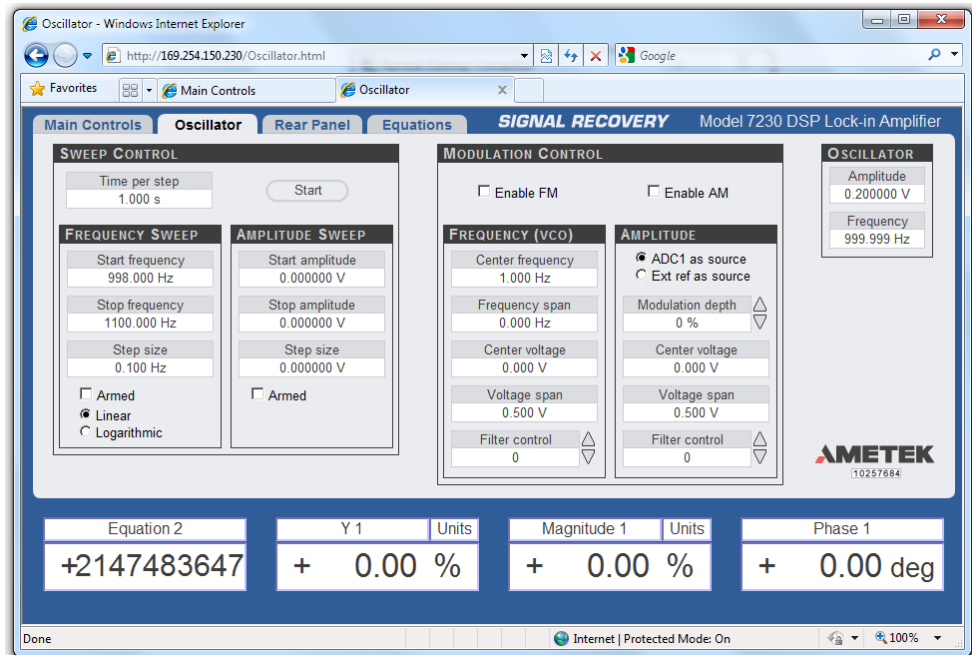 Oscillator - Windows Internet Explorer
http://169.254.150.230/Oscillator.html
Google
Favorites
Main Controls
Oscillator
X
Main Controls
Oscillator
Rear Panel
Equations
SIGNAL RECOVERY
Model 7230 DSP Lock-in Amplifier
SWEEP CONTROL
Time per step
1.000 s
Start
FREQUENCY SWEEP
Start frequency
998.000 Hz
Stop frequency
1100.000 Hz
Step size
0.100 Hz
Armed
Linear
Logarithmic
AMPLITUDE SWEEP
Start amplitude
0.000000 V
Stop amplitude
0.000000 V
Step size
0.000000 V
Armed
MODULATION CONTROL
Enable FM
Enable AM
FREQUENCY (VCO)
Center frequency
1.000 Hz
Frequency span
0.000 Hz
Center voltage
0.000 V
Voltage span
0.500 V
Filter control
0
AMPLITUDE
ADC1 as source
Ext ref as source
Modulation depth
0 %
Center voltage
0.000 V
Voltage span
0.500 V
Filter control
0
OSCILLATOR
Amplitude
0.200000 V
Frequency
999.999 Hz
AMETEK
10257684
Equation 2
+2147483647
Y 1
Units
+ 0.00 %
Magnitude 1
Units
+ 0.00 %
Phase 1
+ 0.00 deg
Done
Internet | Protected Mode: On
100%